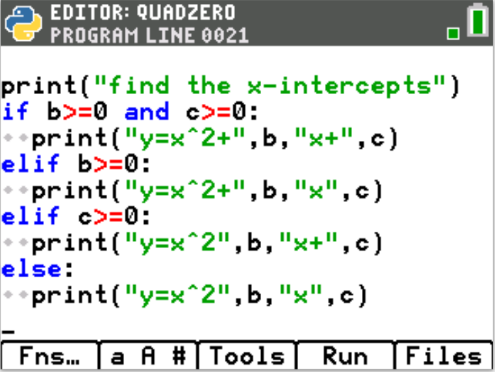 EDITOR: QUADZERO
PROGRAM LINE 0021
print("find the x-intercepts")
if b>=0 and c>=0:
◆◆print("y=x^2+",b,"x+",c)
elif b>=0:
◆◆print("y=x^2+",b,"x",c)
elif c>=0:
◆◆print("y=x^2",b,"x+",c)
else:
◆◆print("y=x^2",b,"x",c)
_
Fns… a A # Tools Run Files